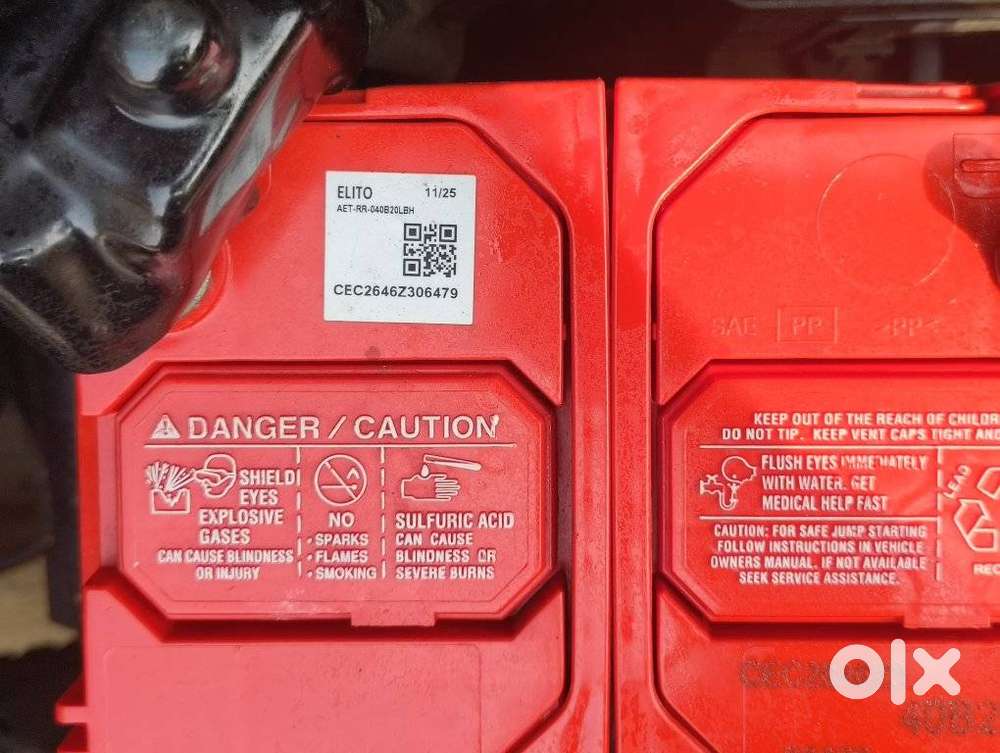 ELITO 11/25
AET-RR-040B20LBH
CEC2646Z306479
DANGER / CAUTION
SHIELD
EYES
EXPLOSIVE
GASES
CAN CAUSE BLINDNESS
OR INJURY
NO
• SPARKS
• FLAMES
• SMOKING
SULFURIC ACID
CAN CAUSE
BLINDNESS OR
SEVERE BURNS
SAE PP >PP<
KEEP OUT OF THE REACH OF
DO NOT TIP. KEEP VENT CAPS TIGHT
FLUSH EYES IMMEDIATELY
WITH WATER. GET
MEDICAL HELP FAST
CAUTION: FOR SAFE JUMP STARTING
FOLLOW INSTRUCTIONS IN VEHICLE
OWNERS MANUAL. IF NOT AVAILABLE
SEEK SERVICE ASSISTANCE.
LEAD
olx